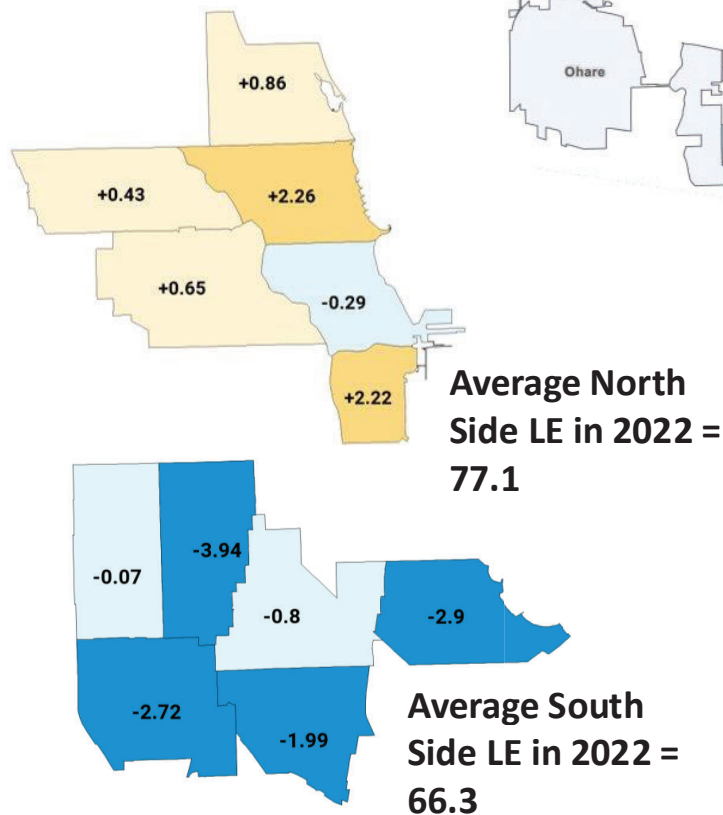 Ohare
+0.86
+0.43
+2.26
+0.65
-0.29
+2.22
Average North
Side LE in 2022 =
77.1
-0.07
-3.94
-0.8
-2.9
-2.72
-1.99
Average South
Side LE in 2022 =
66.3